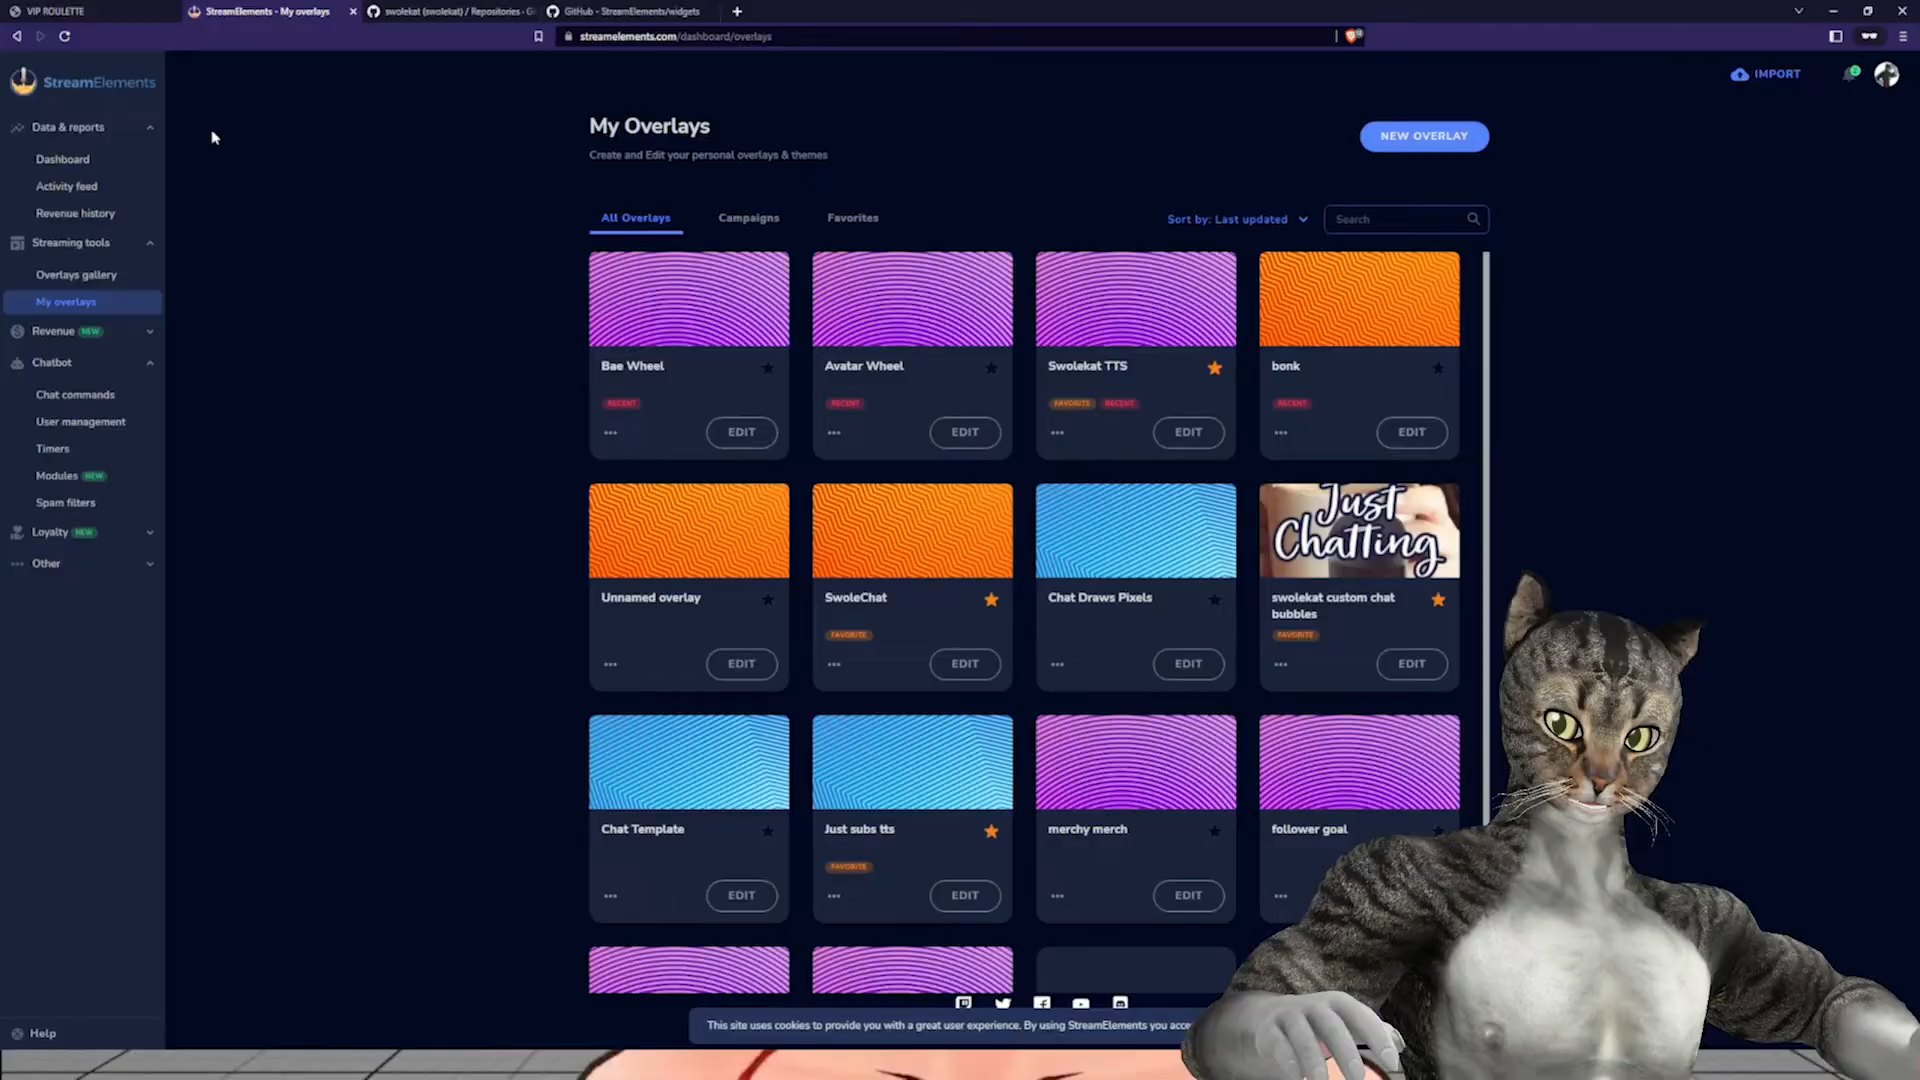 VIP ROULETTE
StreamElements - My overlays
swolekat (swolekat) / Repositories · G
GitHub - StreamElements/widgets
streamelements.com/dashboard/overlays
StreamElements
IMPORT
Data & reports
Dashboard
Activity feed
Revenue history
Streaming tools
Overlays gallery
My overlays
Revenue NEW
Chatbot
Chat commands
User management
Timers
Modules NEW
Spam filters
Loyalty NEW
Other
Help
My Overlays
Create and Edit your personal overlays & themes
NEW OVERLAY
All Overlays Campaigns Favorites
Sort by: Last updated
Search
Bae Wheel
RECENT
EDIT
Avatar Wheel
RECENT
EDIT
Swolekat TTS
FAVORITE RECENT
EDIT
bonk
RECENT
EDIT
Unnamed overlay
EDIT
SwoleChat
FAVORITE
EDIT
Chat Draws Pixels
EDIT
Just
Chatting
swolekat custom chat
bubbles
FAVORITE
EDIT
Chat Template
EDIT
Just subs tts
FAVORITE
EDIT
merchy merch
EDIT
follower goal
This site uses cookies to provide you with a great user experience. By using StreamElements you acce